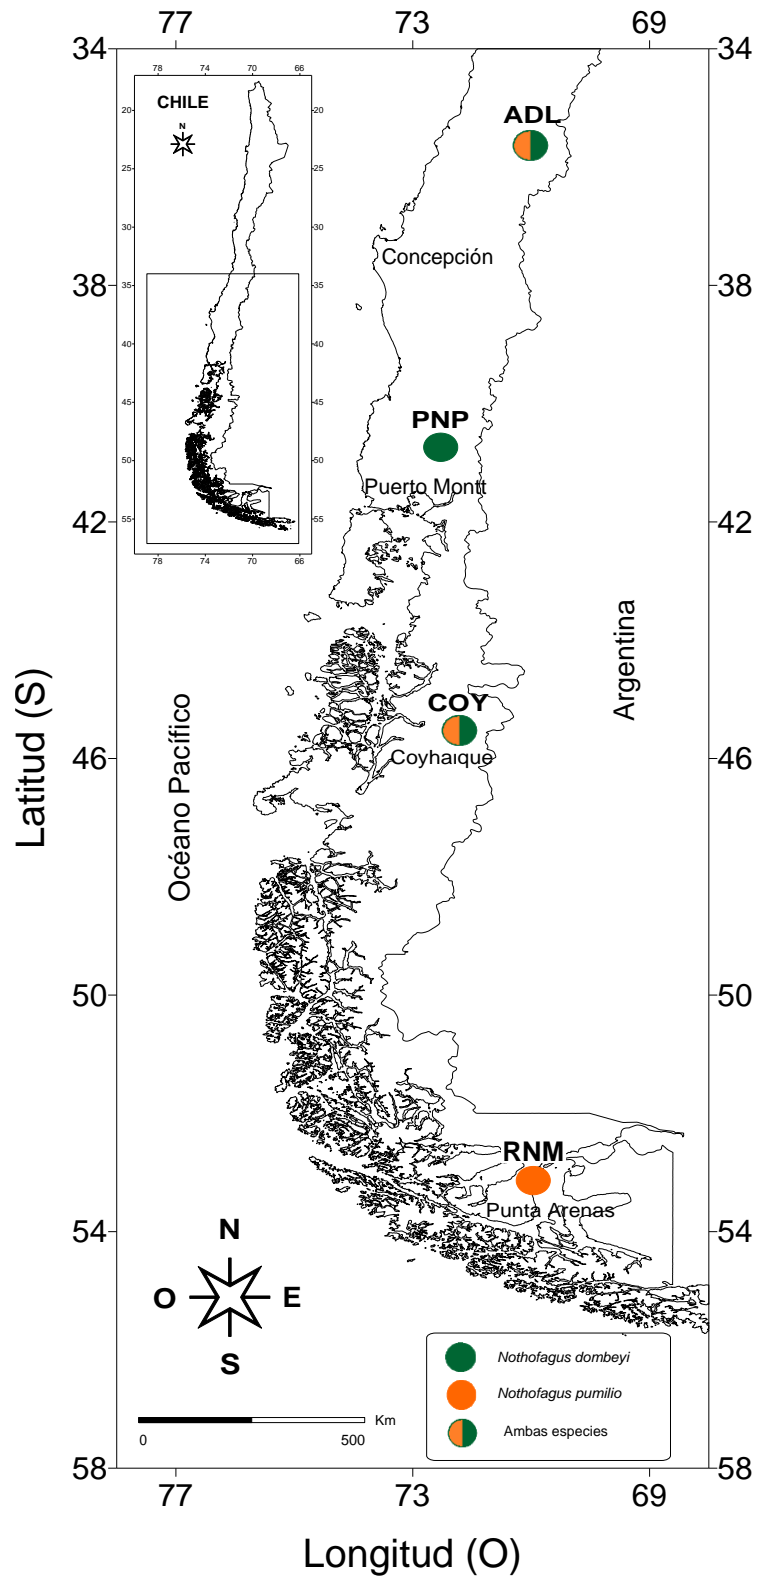 77 73 69
34 34
78 74 70 66
CHILE
N
20 20
25 25
30 30
35 35
40 40
45 45
50 50
55 55
78 74 70 66
ADL
Concepción
38 38
PNP
Puerto Montt
42 42
Argentina
COY
Coyhaique
46 46
Latitud (S)
Océano Pacífico
50 50
RNM
Punta Arenas
54 54
N
O E
S
Nothofagus dombeyi
Nothofagus pumilio
Ambas especies
Km
0 500
58 58
77 73 69
Longitud (O)